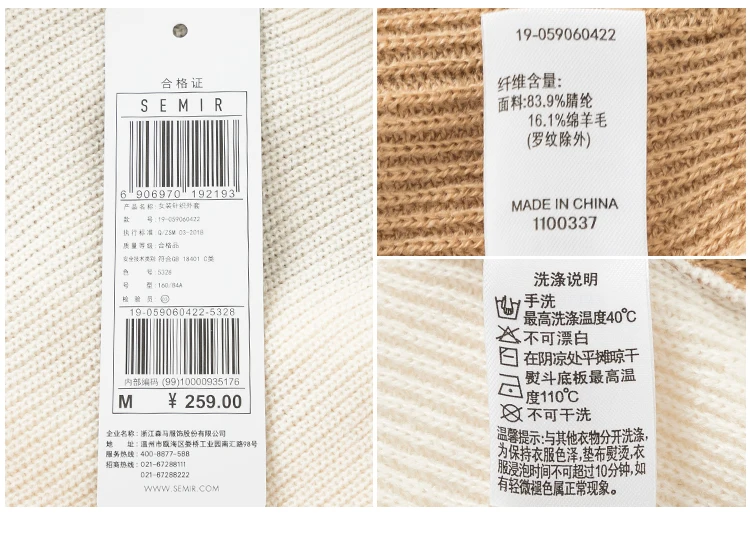 合格证
SEMIR
6 906970 192193
产品名称:女装针织外套
款 号:19-059060422
执行标准:Q/ZSM 03-2018
质量等级:合格品
安全技术类别:符合GB 18401 C类
色 号:5328
号 型:160/84A
检 验 员
19-059060422-5328
内部编码 (99)10000935176
M ¥ 259.00
企业名称:浙江森马服饰股份有限公司
地 址:温州市瓯海区娄桥工业园南汇路98号
服务热线:400-8877-588
招商热线:021-67288111
021-67288222
WWW.SEMIR.COM
19-059060422
纤维含量:
面料:83.9%腈纶
16.1%绵羊毛
(罗纹除外)
MADE IN CHINA
1100337
洗涤说明
手洗
最高洗涤温度40℃
不可漂白
在阴凉处平摊晾干
熨斗底板最高温
度110℃
不可干洗
温馨提示:与其他衣物分开洗涤,
为保持衣服色泽,垫布熨烫,衣
服浸泡时间不可超过10分钟,如
有轻微褪色属正常现象。